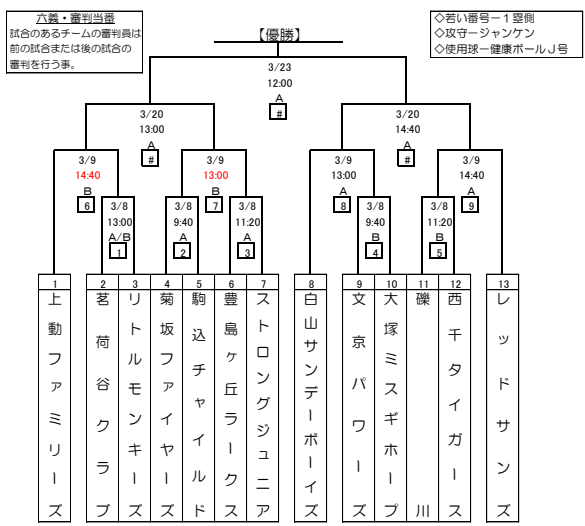 六義・審判当番
試合のあるチームの審判員は
前の試合または後の試合の
審判を行う事。
【優勝】
◇若い番号－1塁側
◇攻守－ジャンケン
◇使用球－健康ボールJ号
3/23
12:00
A
#
3/20
13:00
A
#
3/20
14:40
A
#
3/9
14:40
B
6
3/9
13:00
B
7
3/9
13:00
A
8
3/9
14:40
A
9
3/8
13:00
A/B
1
3/8
9:40
A
2
3/8
11:20
A
3
3/8
9:40
B
4
3/8
11:20
B
5
1
上動ファミリーズ
2
茗荷谷クラブ
3
リトルモンキーズ
4
菊坂ファイヤーズ
5
駒込チャイルド
6
豊島ヶ丘ラークス
7
ストロングジュニア
8
白山サンデーボーイズ
9
文京パワーズ
10
大塚ミスギホープ
11
礫川
12
西千タイガース
13
レッドサンズ